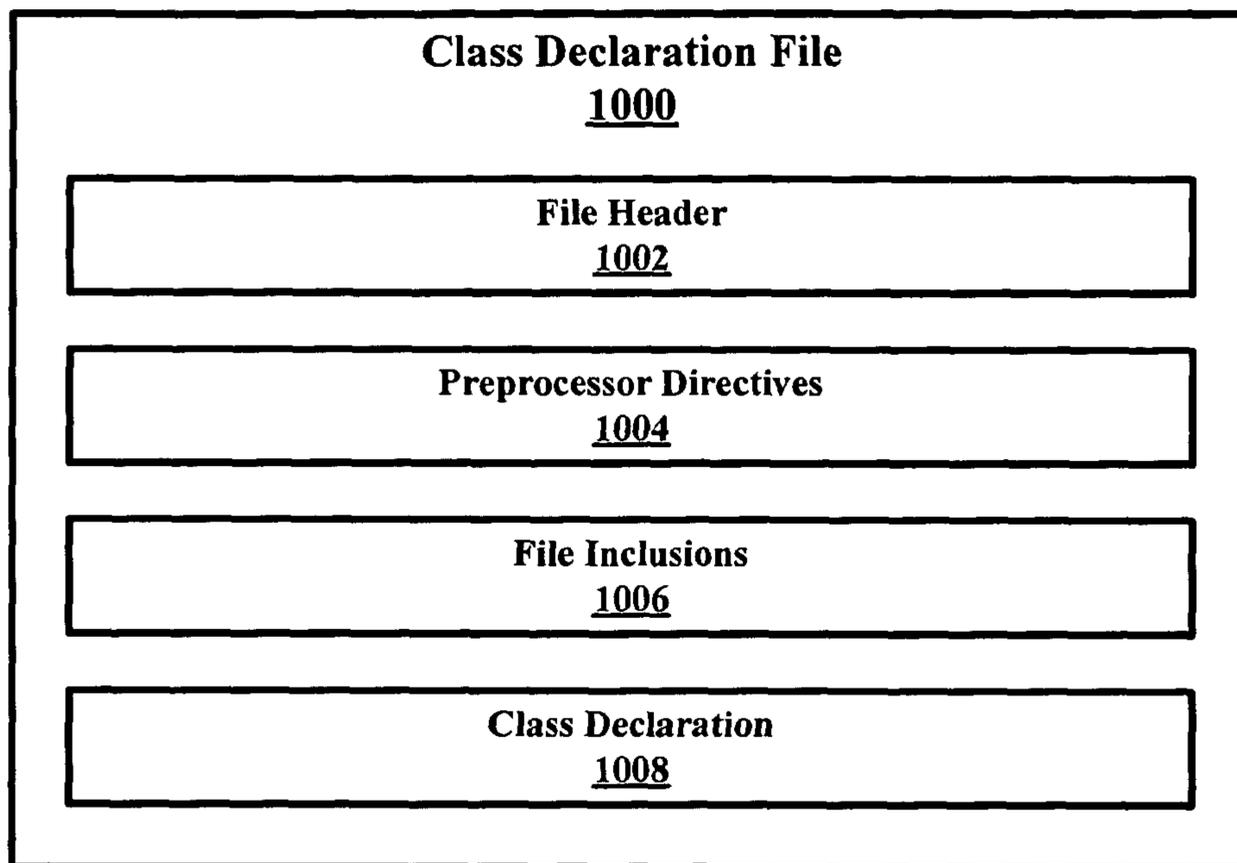 Class Declaration File
1000
File Header
1002
Preprocessor Directives
1004
File Inclusions
1006
Class Declaration
1008